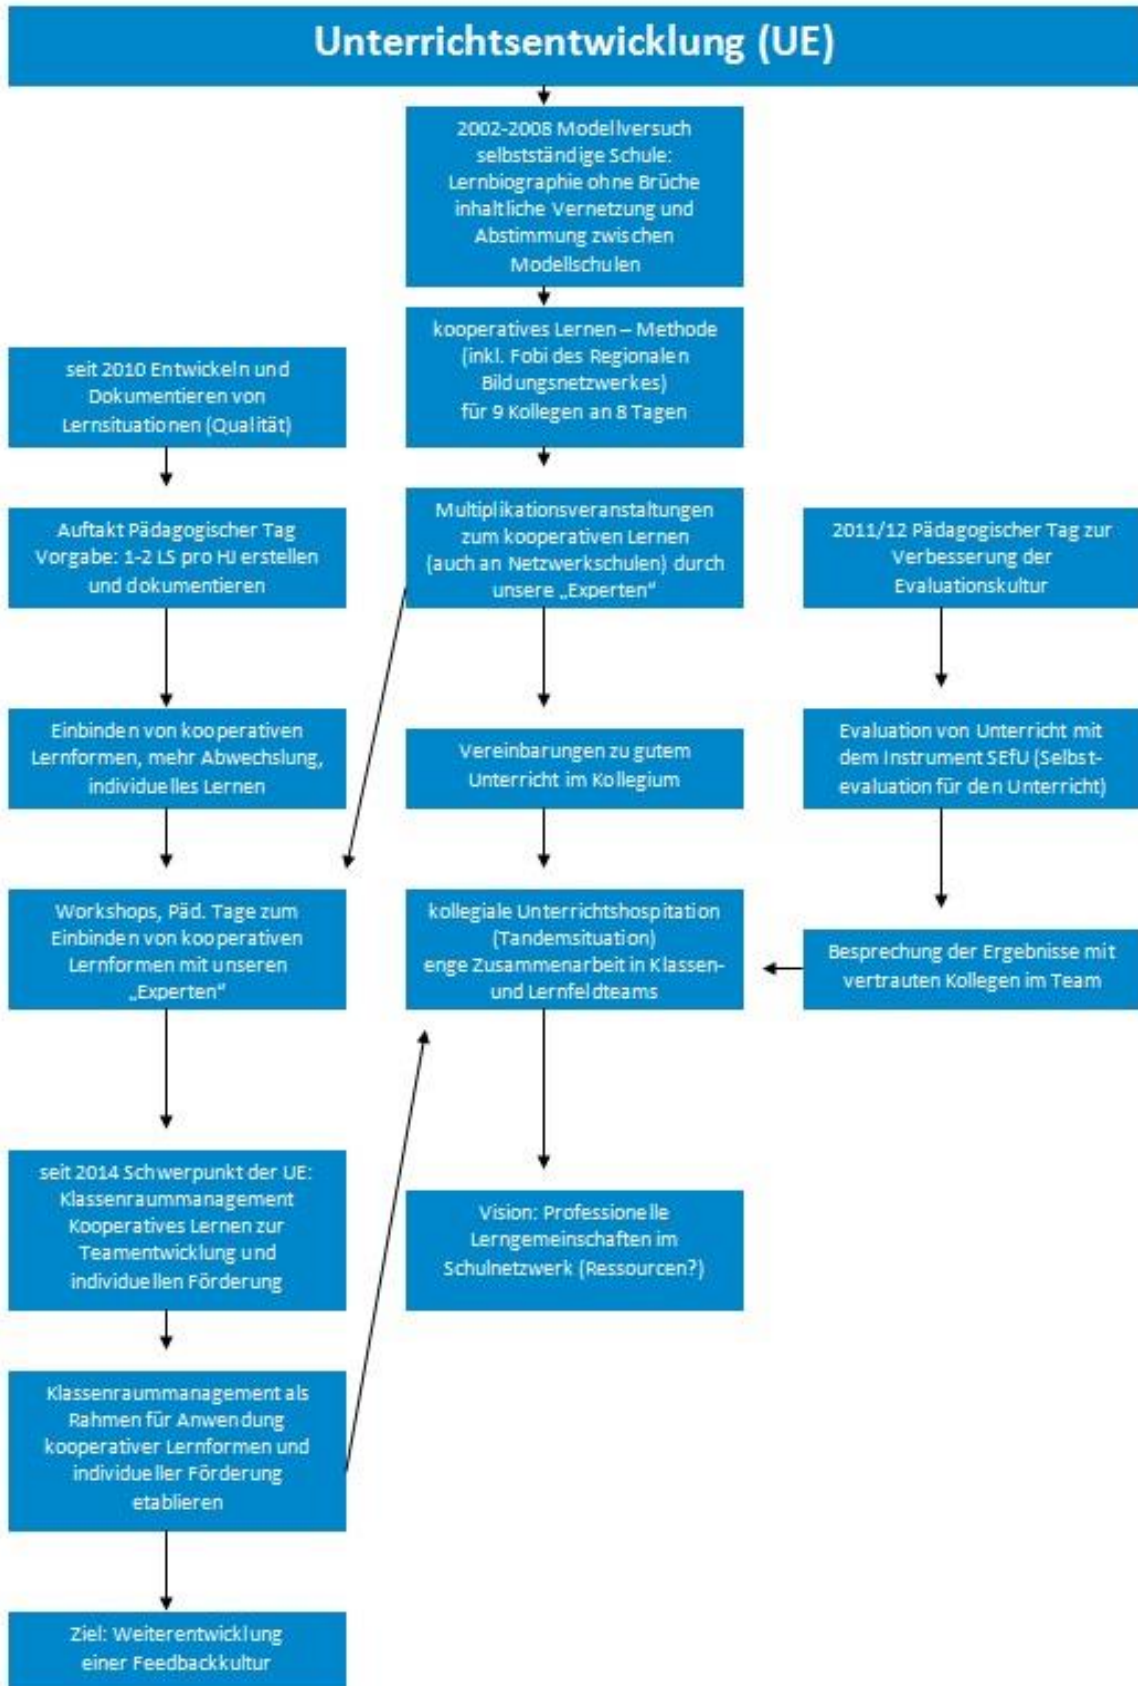 Unterrichtsentwicklung (UE)
2002-2008 Modellversuch
selbstständige Schule:
Lernbiographie ohne Brüche
inhaltliche Vernetzung und
Abstimmung zwischen
Modellschulen
kooperatives Lernen – Methode
(inkl. Fobi des Regionalen
Bildungsnetzwerkes)
für 9 Kollegen an 8 Tagen
seit 2010 Entwickeln und
Dokumentieren von
Lernsituationen (Qualität)
Auftakt Pädagogischer Tag
Vorgabe: 1-2 LS pro HJ erstellen
und dokumentieren
Multiplikationsveranstaltungen
zum kooperativen Lernen
(auch an Netzwerkschulen) durch
unsere „Experten“
2011/12 Pädagogischer Tag zur
Verbesserung der
Evaluationskultur
Einbinden von kooperativen
Lernformen, mehr Abwechslung,
individuelles Lernen
Vereinbarungen zu gutem
Unterricht im Kollegium
Evaluation von Unterricht mit
dem Instrument SEfU (Selbst-
evaluation für den Unterricht)
Workshops, Päd. Tage zum
Einbinden von kooperativen
Lernformen mit unseren
„Experten“
kollegiale Unterrichtshospitation
(Tandemsituation)
enge Zusammenarbeit in Klassen-
und Lernfeldteams
Besprechung der Ergebnisse mit
vertrauten Kollegen im Team
seit 2014 Schwerpunkt der UE:
Klassenraummanagement
Kooperatives Lernen zur
Teamentwicklung und
individuellen Förderung
Vision: Professionelle
Lerngemeinschaften im
Schulnetzwerk (Ressourcen?)
Klassenraummanagement als
Rahmen für Anwendung
kooperativer Lernformen und
individueller Förderung
etablieren
Ziel: Weiterentwicklung
einer Feedbackkultur